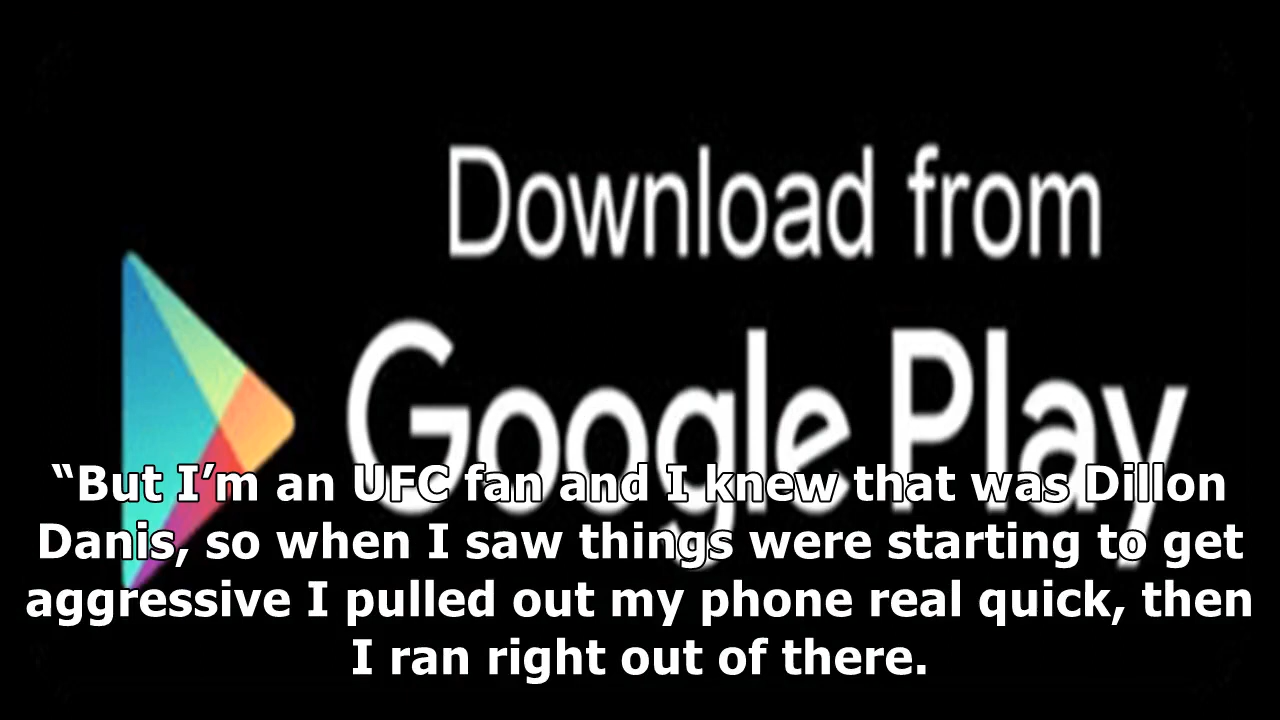 Download from
Google Play
“But I’m an UFC fan and I knew that was Dillon
Danis, so when I saw things were starting to get
aggressive I pulled out my phone real quick, then
I ran right out of there.